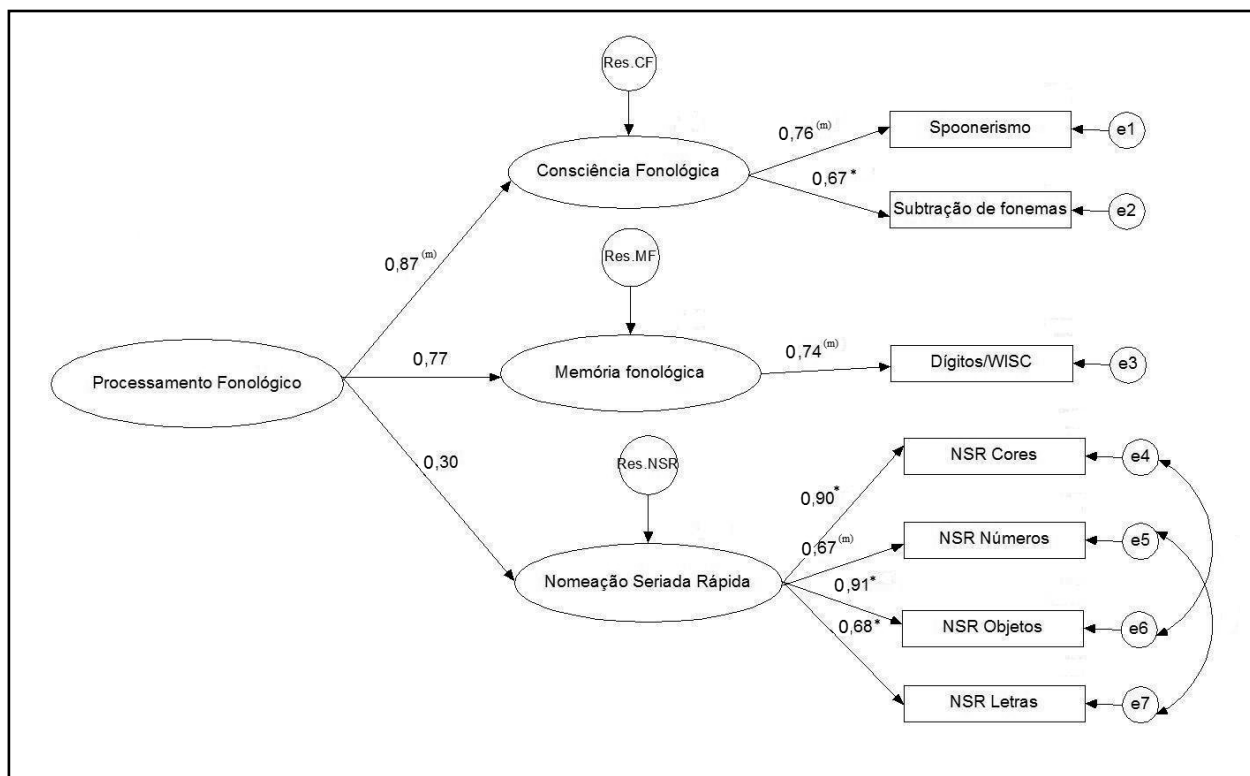 Res.CF
0,76 (m)
Spoonerismo
e1
Consciência Fonológica
0,67 *
Subtração de fonemas
e2
0,87 (m)
Res.MF
Processamento Fonológico
0,77
Memória fonológica
0,74 (m)
Dígitos/WISC
e3
0,30
Res.NSR
NSR Cores
e4
0,90*
Nomeação Seriada Rápida
0,67 (m)
NSR Números
e5
0,91*
NSR Objetos
e6
0,68*
NSR Letras
e7